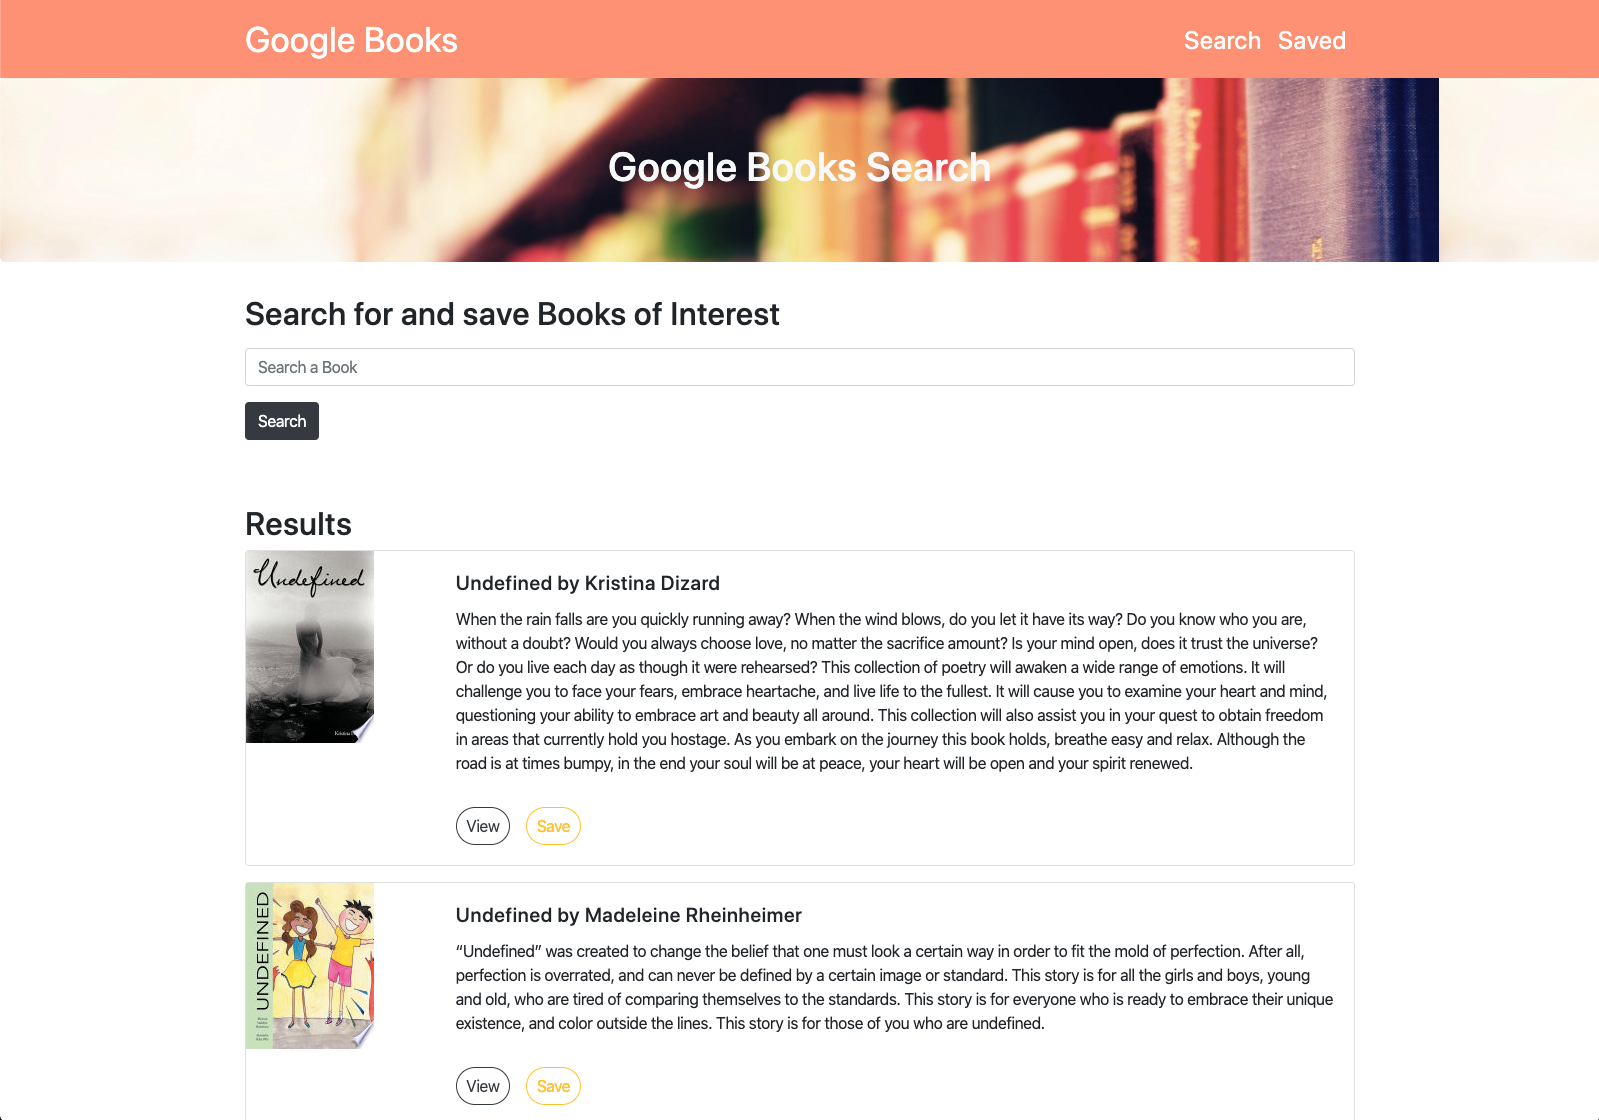 Google Books
Search Saved
Google Books Search
Search for and save Books of Interest
Search a Book
Search
Results
Undefined
Undefined by Kristina Dizard
When the rain falls are you quickly running away? When the wind blows, do you let it have its way? Do you know who you are,
without a doubt? Would you always choose love, no matter the sacrifice amount? Is your mind open, does it trust the universe?
Or do you live each day as though it were rehearsed? This collection of poetry will awaken a wide range of emotions. It will
challenge you to face your fears, embrace heartache, and live life to the fullest. It will cause you to examine your heart and mind,
questioning your ability to embrace art and beauty all around. This collection will also assist you in your quest to obtain freedom
in areas that currently hold you hostage. As you embark on the journey this book holds, breathe easy and relax. Although the
road is at times bumpy, in the end your soul will be at peace, your heart will be open and your spirit renewed.
View Save
UNDEFINED
Undefined by Madeleine Rheinheimer
“Undefined” was created to change the belief that one must look a certain way in order to fit the mold of perfection. After all,
perfection is overrated, and can never be defined by a certain image or standard. This story is for all the girls and boys, young
and old, who are tired of comparing themselves to the standards. This story is for everyone who is ready to embrace their unique
existence, and color outside the lines. This story is for those of you who are undefined.
View Save